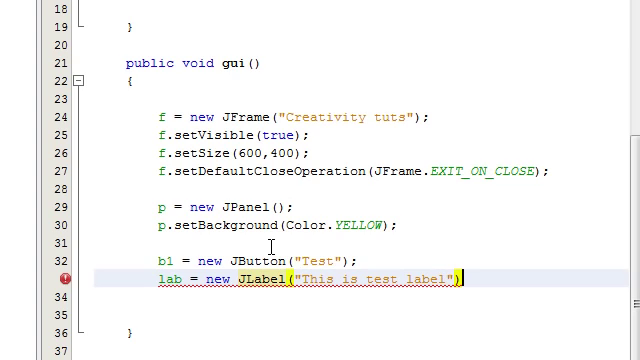 18
19 }
20
21 public void gui()
22 {
23
24 f = new JFrame("Creativity tuts");
25 f.setVisible(true);
26 f.setSize(600,400);
27 f.setDefaultCloseOperation(JFrame.EXIT_ON_CLOSE);
28
29 p = new JPanel();
30 p.setBackground(Color.YELLOW);
31
32 b1 = new JButton("Test");
lab = new JLabel("This is test label")
34
35
36 }
37